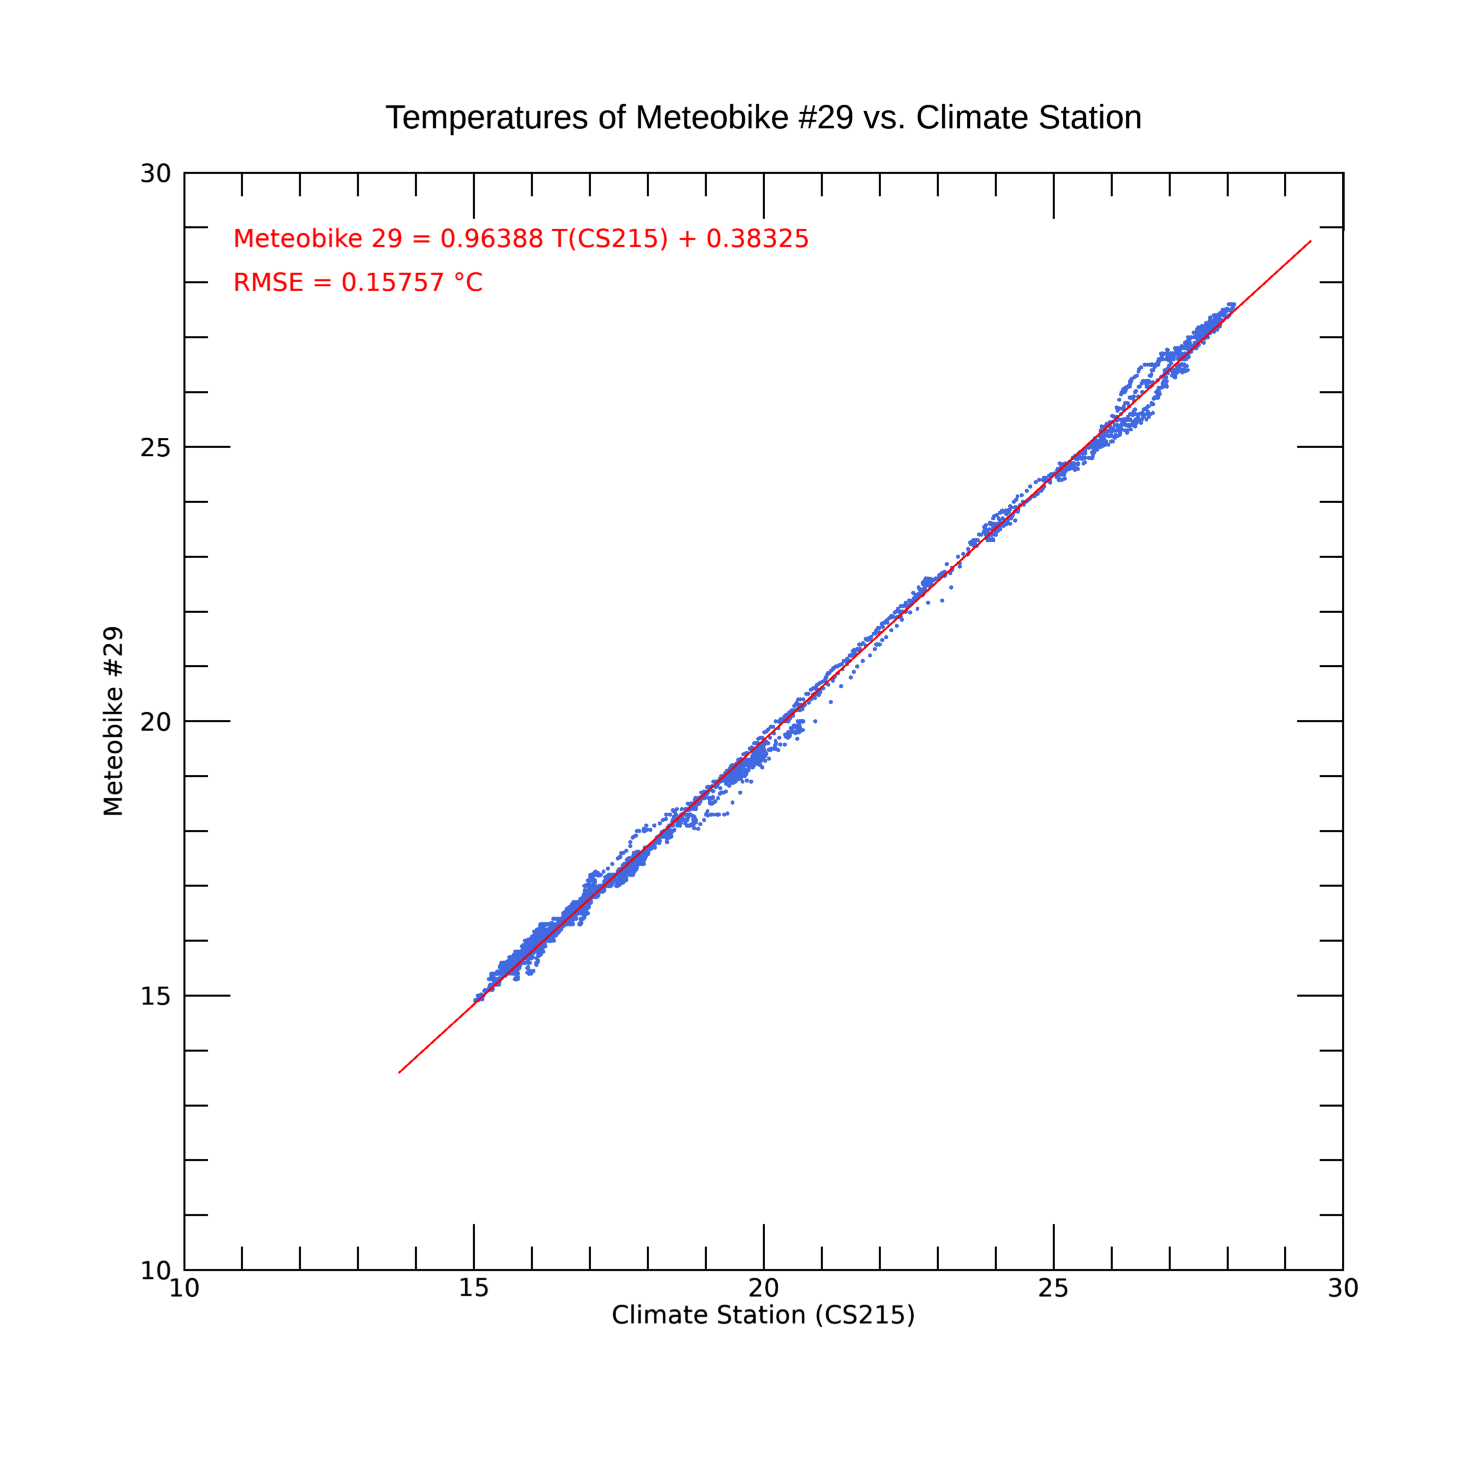 Temperatures of Meteobike #29 vs. Climate Station
30
Meteobike 29 = 0.96388 T(CS215) + 0.38325
RMSE = 0.15757 °C
25
Meteobike #29
20
15
10
10 15 20 25 30
Climate Station (CS215)